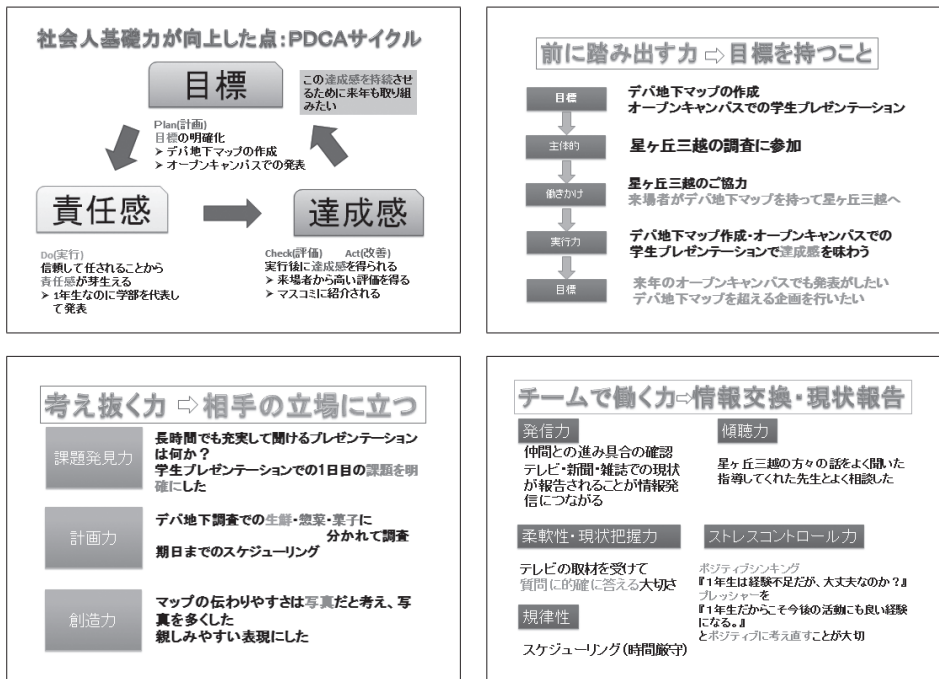 社会人基礎力が向上した点:PDCAサイクル
目標
この達成感を持続させ
るために来年も取り組
みたい
Plan(計画)
目標の明確化
➢ デパ地下マップの作成
➢ オープンキャンパスでの発表
責任感
達成感
Do(実行)
信頼して任されることから
責任感が芽生える
➢ 1年生なのに学部を代表し
て発表
Check(評価) Act(改善)
実行後に達成感を得られる
➢ 来場者から高い評価を得る
➢ マスコミに紹介される
前に踏み出す力 ⇨ 目標を持つこと
目標
デパ地下マップの作成
オープンキャンパスでの学生プレゼンテーション
主体的
星ヶ丘三越の調査に参加
働きかけ
星ヶ丘三越のご協力
来場者がデパ地下マップを持って星ヶ丘三越へ
実行力
デパ地下マップ作成・オープンキャンパスでの
学生プレゼンテーションで達成感を味わう
目標
来年のオープンキャンパスでも発表がしたい
デパ地下マップを超える企画を行いたい
考え抜く力 ⇨ 相手の立場に立つ
課題発見力
長時間でも充実して聞けるプレゼンテーション
は何か?
学生プレゼンテーションでの1日目の課題を明
確にした
計画力
デパ地下調査での生鮮・惣菜・菓子に
分かれて調査
期日までのスケジューリング
創造力
マップの伝わりやすさは写真だと考え、写
真を多くした
親しみやすい表現にした
チームで働く力⇨情報交換・現状報告
発信力
仲間との進み具合の確認
テレビ・新聞・雑誌での現状
が報告されることが情報発
信につながる
傾聴力
星ヶ丘三越の方々の話をよく聞いた
指導してくれた先生とよく相談した
柔軟性・現状把握力
テレビの取材を受けて
質問に的確に答える大切さ
規律性
スケジューリング(時間厳守)
ストレスコントロール力
ポジティブシンキング
『1年生は経験不足だが、大丈夫なのか?』
プレッシャーを
『1年生だからこそ今後の活動にも良い経験
になる。』
とポジティブに考え直すことが大切